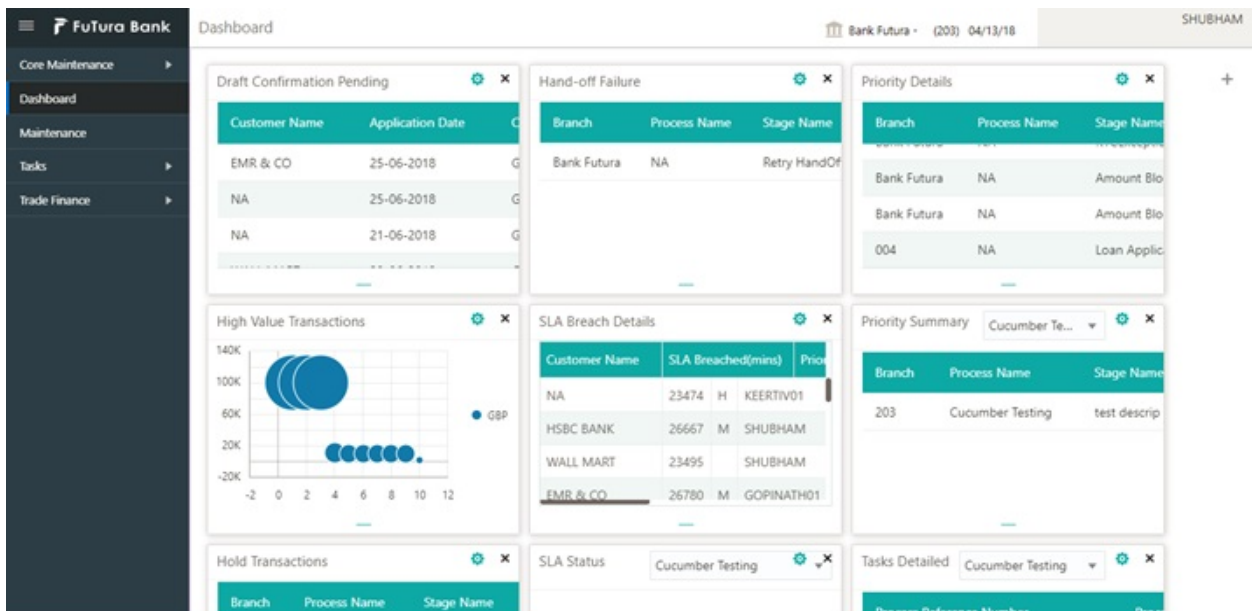 FuTura Bank
Dashboard
Bank Futura - (203) 04/13/18
SHUBHAM
Core Maintenance
Dashboard
Maintenance
Tasks
Trade Finance
Draft Confirmation Pending
Customer Name Application Date
EMR & CO 25-06-2018 G
NA 25-06-2018 G
NA 21-06-2018 G
Hand-off Failure
Branch Process Name Stage Name
Bank Futura NA Retry HandOf
Priority Details
Branch Process Name Stage Name
Bank Futura NA Amount Blo
Bank Futura NA Amount Blo
004 NA Loan Applic
High Value Transactions
140K
100K
60K
20K
-20K
-2 0 2 4 6 8 10 12
GBP
SLA Breach Details
Customer Name SLA Breached(mins) Prior
NA 23474 H KEERTIV01
HSBC BANK 26667 M SHUBHAM
WALL MART 23495 SHUBHAM
EMR & CO 26780 M GOPINATH01
Priority Summary Cucumber Te...
Branch Process Name Stage Name
203 Cucumber Testing test descrip
Hold Transactions
Branch Process Name Stage Name
SLA Status Cucumber Testing
Tasks Detailed Cucumber Testing
Process Reference Number